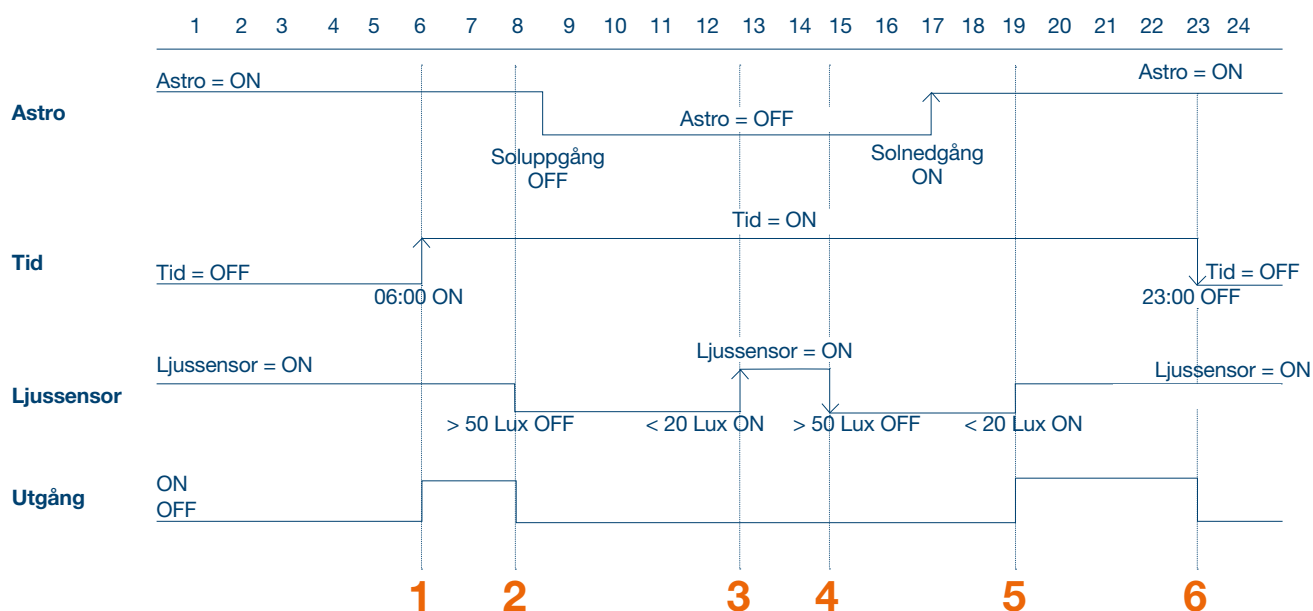 1 2 3 4 5 6 7 8 9 10 11 12 13 14 15 16 17 18 19 20 21 22 23 24
Astro = ON
Astro = ON
Astro
Astro = OFF
Soluppgång
OFF
Solnedgång
ON
Tid = ON
Tid
Tid = OFF
Tid = OFF
06:00 ON
23:00 OFF
Ljussensor = ON
Ljussensor = ON
Ljussensor = ON
Ljussensor
> 50 Lux OFF
< 20 Lux ON
> 50 Lux OFF
< 20 Lux ON
ON
Utgång
OFF
1 2 3 4 5 6